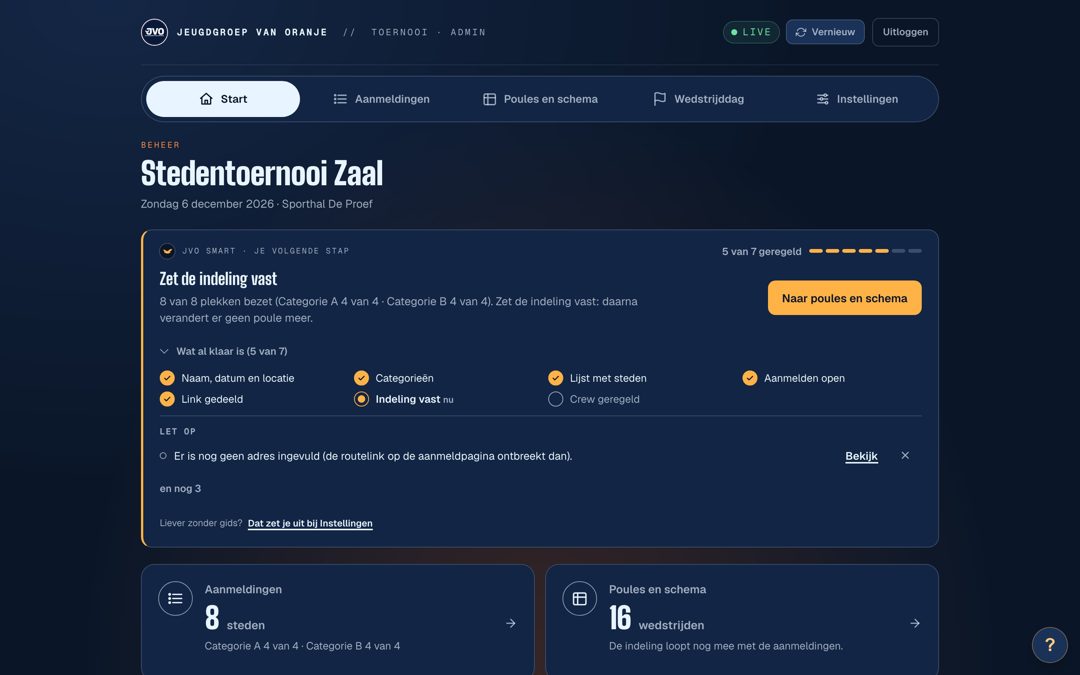 JVO JEUGDGROEP VAN ORANJE // TOERNOOI · ADMIN
LIVE
Vernieuw
Uitloggen
Start
Aanmeldingen
Poules en schema
Wedstrijddag
Instellingen
BEHEER
Stedentoernooi Zaal
Zondag 6 december 2026 · Sporthal De Proef
JVO SMART · JE VOLGENDE STAP
5 van 7 geregeld
Zet de indeling vast
8 van 8 plekken bezet (Categorie A 4 van 4 · Categorie B 4 van 4). Zet de indeling vast: daarna
verandert er geen poule meer.
Naar poules en schema
Wat al klaar is (5 van 7)
Naam, datum en locatie
Categorieën
Lijst met steden
Aanmelden open
Link gedeeld
Indeling vast nu
Crew geregeld
LET OP
Er is nog geen adres ingevuld (de routelink op de aanmeldpagina ontbreekt dan).
Bekijk
en nog 3
Liever zonder gids? Dat zet je uit bij Instellingen
Aanmeldingen
8 steden
Categorie A 4 van 4 · Categorie B 4 van 4
Poules en schema
16 wedstrijden
De indeling loopt nog mee met de aanmeldingen.
?